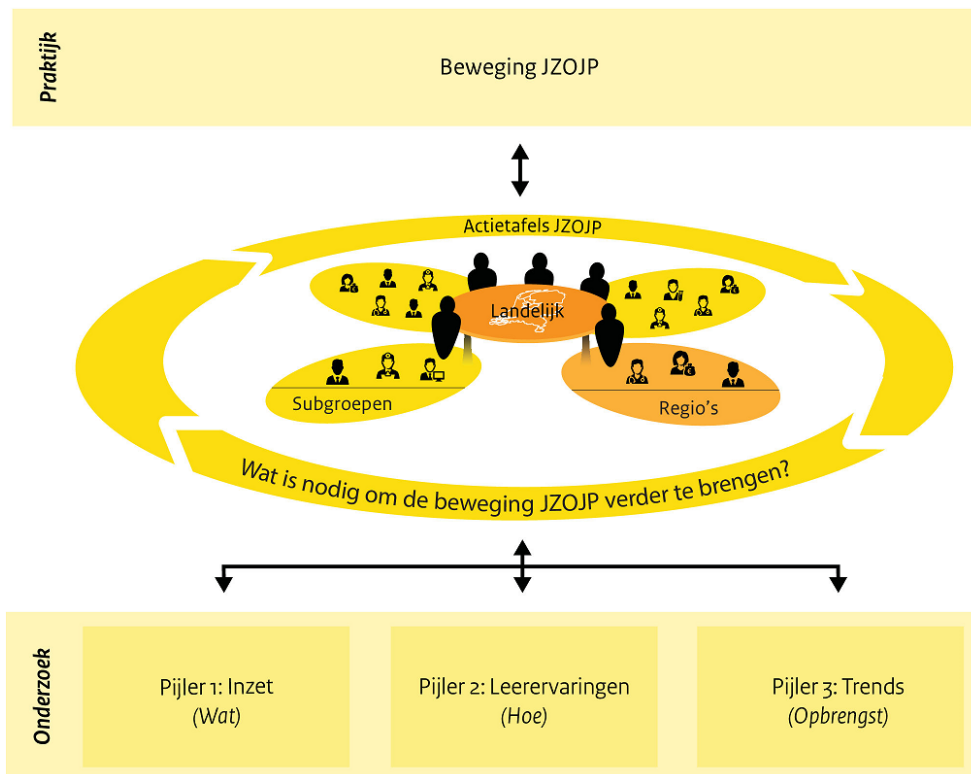 Praktijk
Beweging JZOJP
Actietafels JZOJP
Landelijk
Subgroepen
Regio's
Wat is nodig om de beweging JZOJP verder te brengen?
Onderzoek
Pijler 1: Inzet
(Wat)
Pijler 2: Leerervaringen
(Hoe)
Pijler 3: Trends
(Opbrengst)